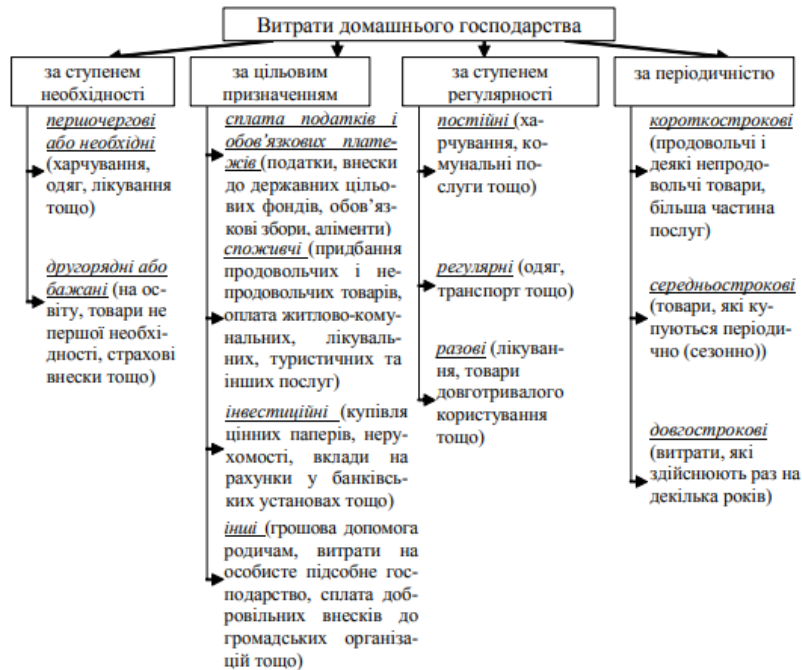 Витрати домашнього господарства
за ступенем
необхідності
першочергові
або необхідні
(харчування,
одяг, лікування
тощо)
другорядні або
бажані (на ос-
віту, товари не
першої необхі-
дності, страхові
внески тощо)
за цільовим
призначенням
сплата податків і
обов’язкових плате-
жів (податки, внески
до державних цільо-
вих фондів, обов’яз-
кові збори, аліменти)
споживчі (придбання
продовольчих і не-
продовольчих товарів,
оплата житлово-кому-
нальних, лікуваль-
них, туристичних та
інших послуг)
інвестиційні (купівля
цінних паперів, неру-
хомості, вклади на
рахунки у банківсь-
ких установах тощо)
інші (грошова допомога
родичам, витрати на
особисте підсобне гос-
подарство, сплата доб-
ровільних внесків до
громадських організа-
цій тощо)
за ступенем
регулярності
постійні (ха-
рчування, ко-
мунальні по-
слуги тощо)
регулярні (одяг,
транспорт тощо)
разові (лікуван-
ня, товари
довготривалого
користування
тощо)
за періодичністю
короткострокові
(продовольчі і
деякі непродо-
вольчі товари,
більша частина
послуг)
середньострокові
(товари, які ку-
пуються періоди-
чно (сезонно))
довгострокові
(витрати, які
здійснюють раз на
декілька років)